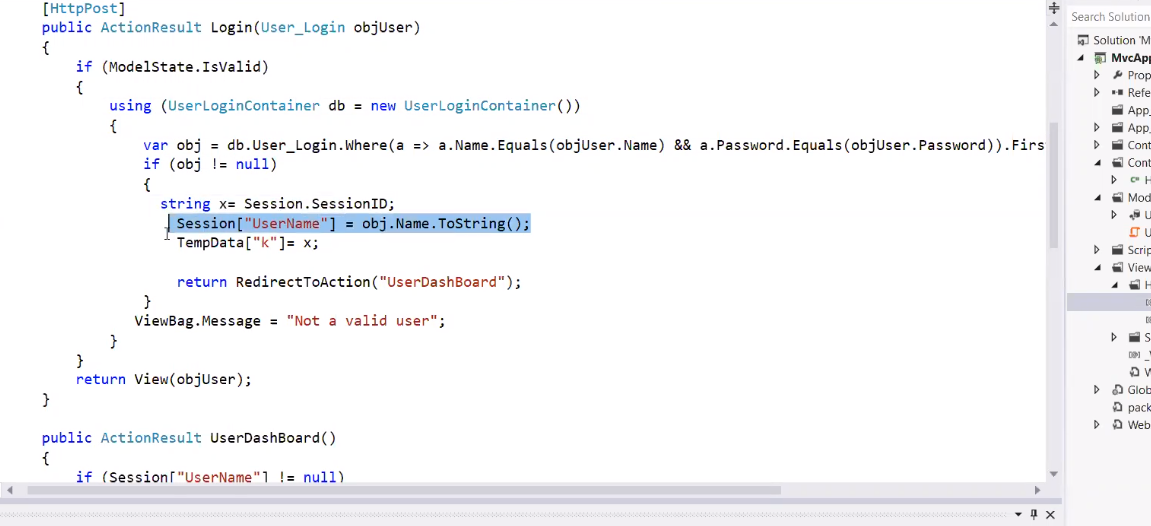 [HttpPost]
public ActionResult Login(User_Login objUser)
{
if (ModelState.IsValid)
{
using (UserLoginContainer db = new UserLoginContainer())
{
var obj = db.User_Login.Where(a => a.Name.Equals(objUser.Name) && a.Password.Equals(objUser.Password)).Firs
if (obj != null)
{
string x= Session.SessionID;
Session["UserName"] = obj.Name.ToString();
TempData["k"]= x;
return RedirectToAction("UserDashBoard");
}
ViewBag.Message = "Not a valid user";
}
}
return View(objUser);
}
public ActionResult UserDashBoard()
{
if (Session["UserName"] != null)
Search Solution
Solution 'M
MvcApp
Prop
Refe
App_
App_
Cont
Cont
H
Mod
U
U
Scrip
View
H
S
_
W
Glob
pack
Web